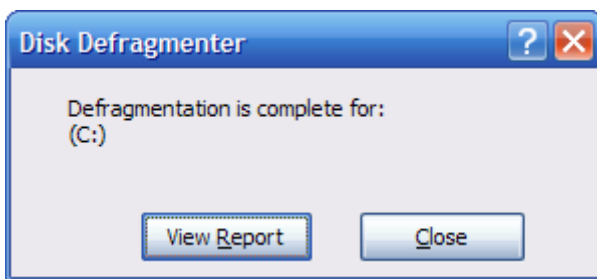 Disk Defragmenter
?
Defragmentation is complete for:
(C:)
View Report
Close